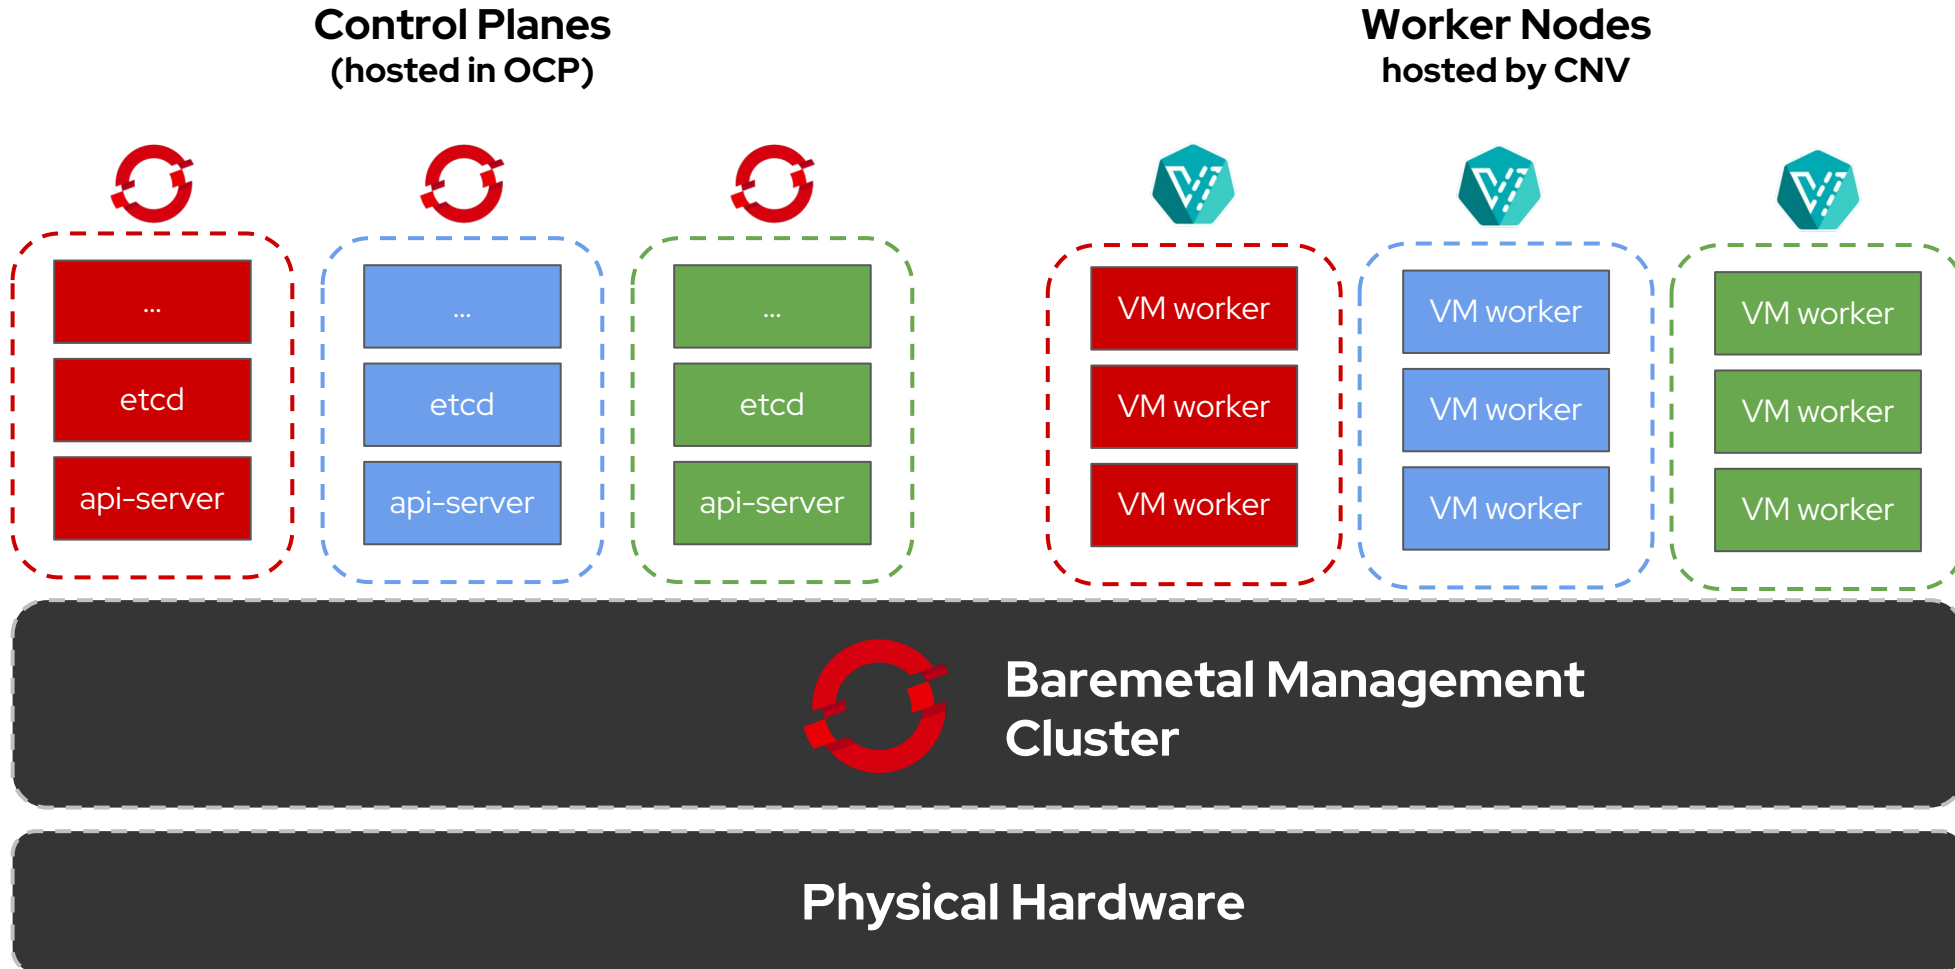 Control Planes
(hosted in OCP)
Worker Nodes
hosted by CNV
...
etcd
api-server
...
etcd
api-server
...
etcd
api-server
VM worker
VM worker
VM worker
VM worker
VM worker
VM worker
VM worker
VM worker
VM worker
Baremetal Management
Cluster
Physical Hardware